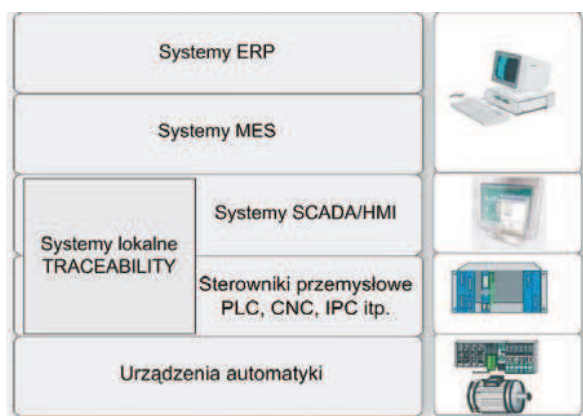 Systemy ERP
Systemy MES
Systemy SCADA/HMI
Systemy lokalne
TRACEABILITY
Sterowniki przemysłowe
PLC, CNC, IPC itp.
Urządzenia automatyki